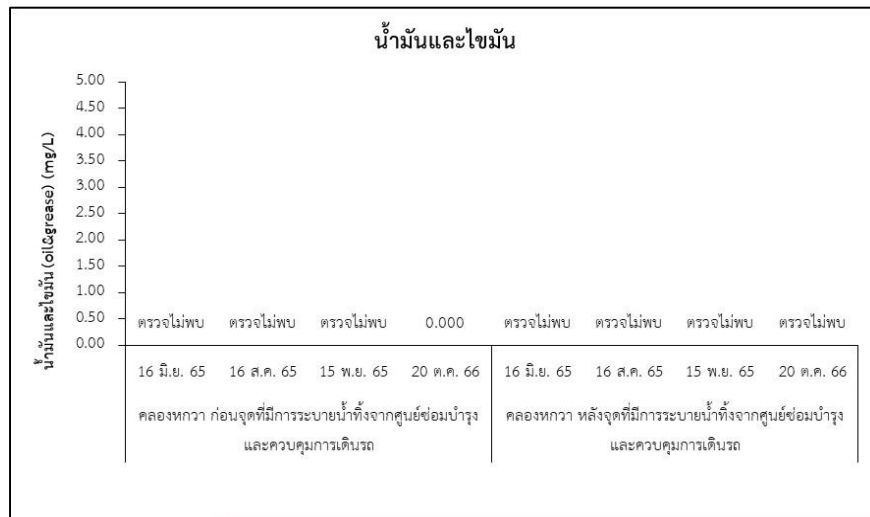 น้ำมันและไขมัน
น้ำมันและไขมัน (oil&grease) (mg/L)
5.00
4.50
4.00
3.50
3.00
2.50
2.00
1.50
1.00
0.50
0.00
ตรวจไม่พบ ตรวจไม่พบ ตรวจไม่พบ 0.000 ตรวจไม่พบ ตรวจไม่พบ ตรวจไม่พบ ตรวจไม่พบ
16 มิ.ย. 65 16 ส.ค. 65 15 พ.ย. 65 20 ต.ค. 66 16 มิ.ย. 65 16 ส.ค. 65 15 พ.ย. 65 20 ต.ค. 66
คลองหกวา ก่อนจุดที่มีการระบายน้ำทิ้งจากศูนย์ซ่อมบำรุง
และควบคุมการเดินรถ
คลองหกวา หลังจุดที่มีการระบายน้ำทิ้งจากศูนย์ซ่อมบำรุง
และควบคุมการเดินรถ